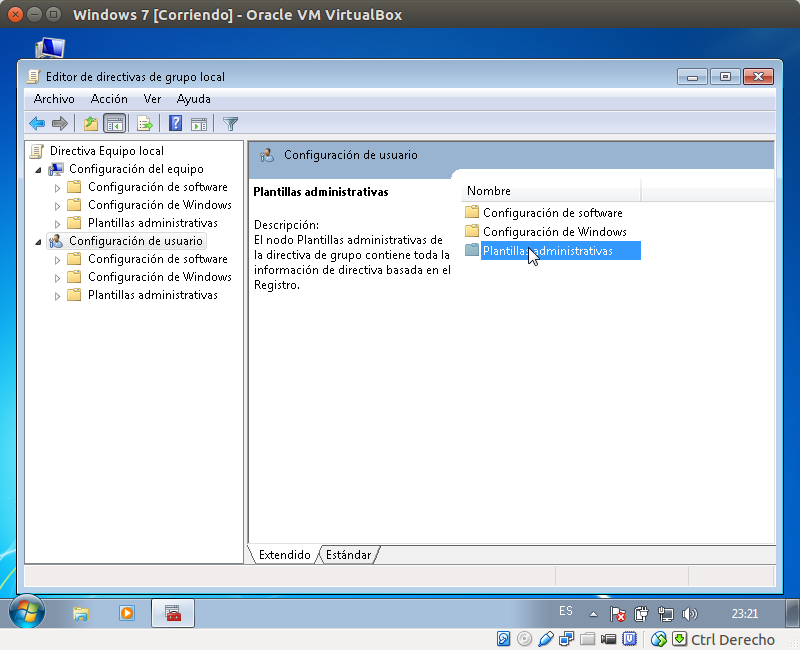 Windows 7 [Corriendo] - Oracle VM VirtualBox
Editor de directivas de grupo local
Archivo Acción Ver Ayuda
Directiva Equipo local
Configuración del equipo
Configuración de software
Configuración de Windows
Plantillas administrativas
Configuración de usuario
Configuración de software
Configuración de Windows
Plantillas administrativas
Configuración de usuario
Plantillas administrativas
Descripción:
El nodo Plantillas administrativas de
la directiva de grupo contiene toda la
información de directiva basada en el
Registro.
Nombre
Configuración de software
Configuración de Windows
Plantillas administrativas
Extendido Estándar
ES 23:21
Ctrl Derecho